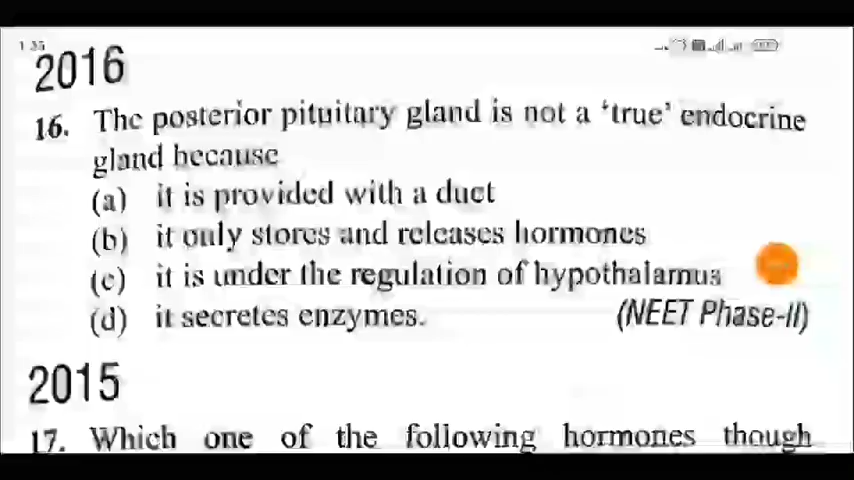 1:35
2016
16. The posterior pituitary gland is not a ‘true’ endocrine
gland because
(a) it is provided with a duct
(b) it only stores and releases hormones
(c) it is under the regulation of hypothalamus
(d) it secretes enzymes. (NEET Phase-II)
2015
17. Which one of the following hormones though